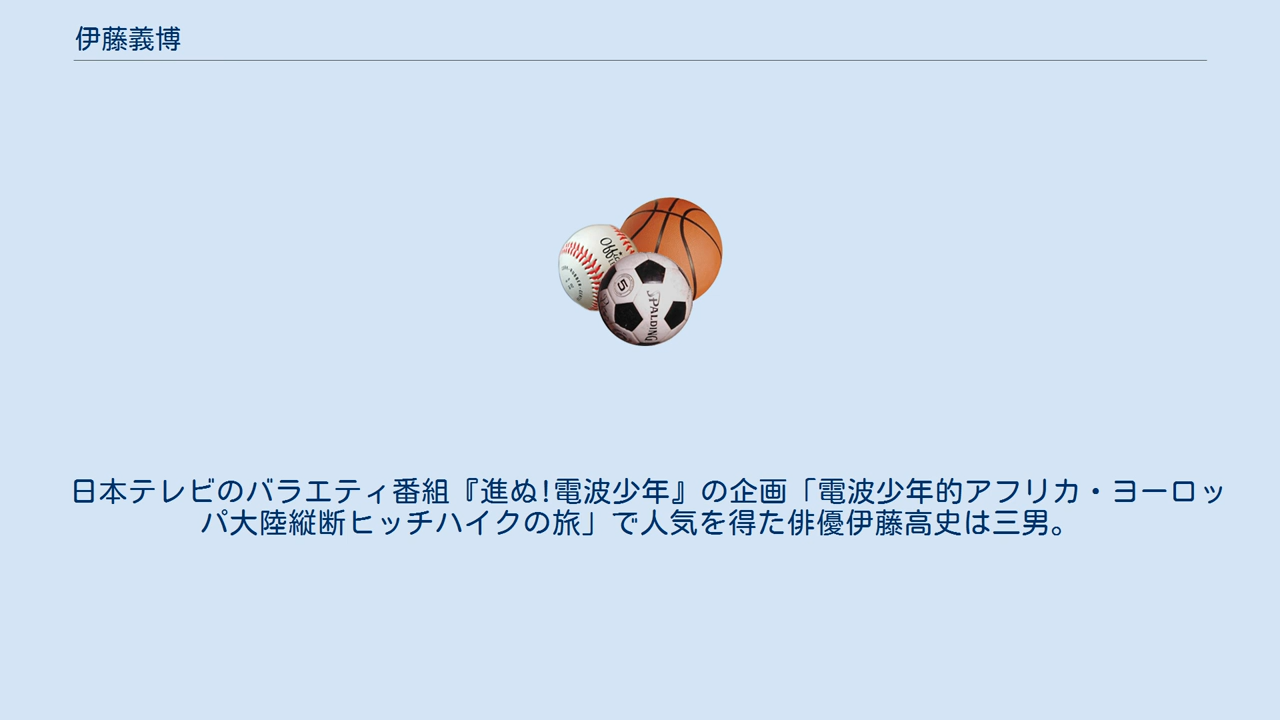 伊藤義博
Offic
5
SPALDING
日本テレビのバラエティ番組『進ぬ!電波少年』の企画「電波少年的アフリカ・ヨーロッ
パ大陸縦断ヒッチハイクの旅」で人気を得た俳優伊藤高史は三男。